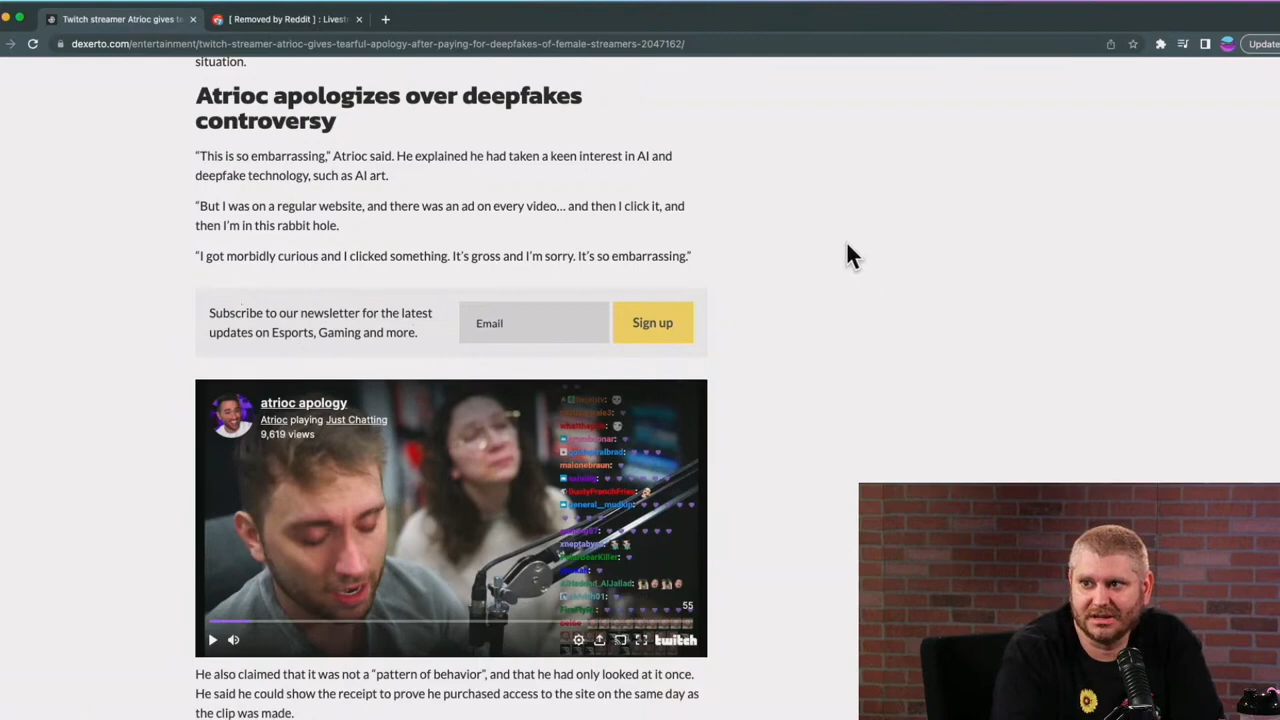 Twitch streamer Atrioc gives te
[ Removed by Reddit ] : Livest
dexerto.com/entertainment/twitch-streamer-atrioc-gives-tearful-apology-after-paying-for-deepfakes-of-female-streamers-2047162/
Update
situation.
Atrioc apologizes over deepfakes
controversy
“This is so embarrassing,” Atrioc said. He explained he had taken a keen interest in AI and
deepfake technology, such as AI art.
“But I was on a regular website, and there was an ad on every video… and then I click it, and
then I’m in this rabbit hole.
“I got morbidly curious and I clicked something. It’s gross and I’m sorry. It’s so embarrassing.”
Subscribe to our newsletter for the latest
updates on Esports, Gaming and more.
Email
Sign up
atrioc apology
Atrioc playing Just Chatting
9,619 views
malonebraun:
BustyFrenchFries:
general__mudkip:
55
twitch
He also claimed that it was not a “pattern of behavior”, and that he had only looked at it once.
He said he could show the receipt to prove he purchased access to the site on the same day as
the clip was made.